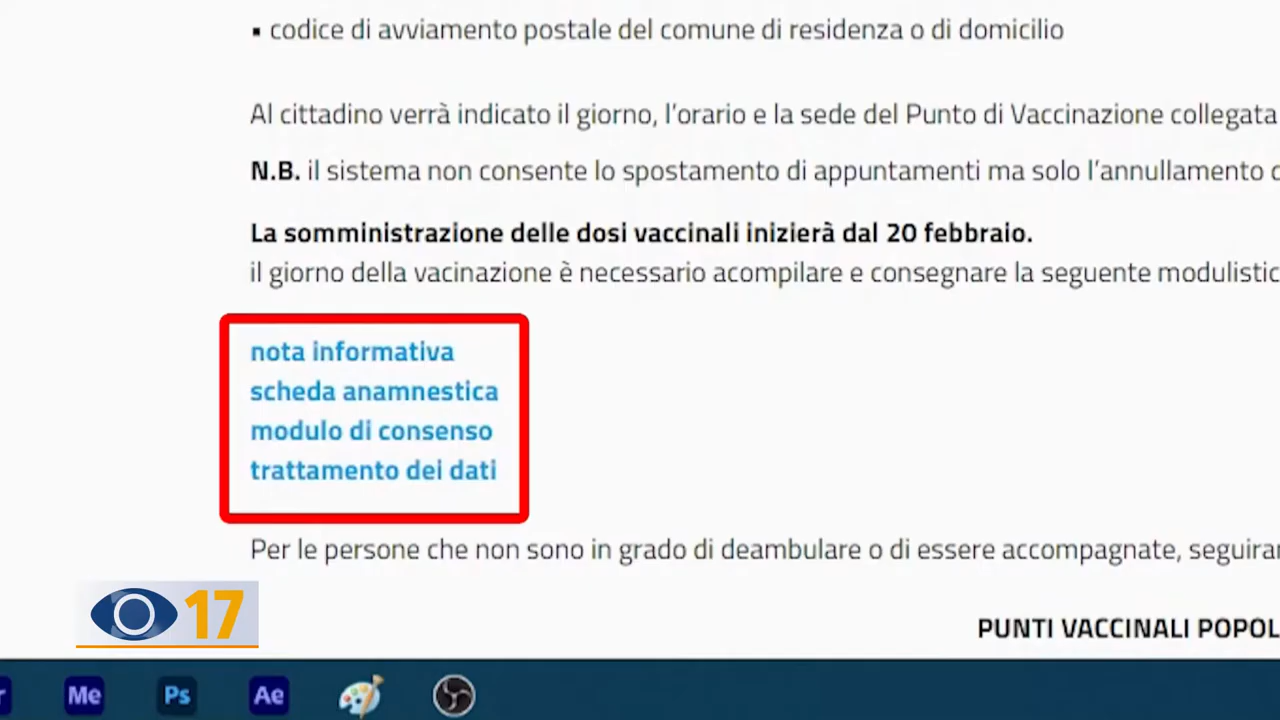 ▪ codice di avviamento postale del comune di residenza o di domicilio
Al cittadino verrà indicato il giorno, l’orario e la sede del Punto di Vaccinazione collegata
N.B. il sistema non consente lo spostamento di appuntamenti ma solo l’annullamento
La somministrazione delle dosi vaccinali inizierà dal 20 febbraio.
il giorno della vacinazione è necessario acompilare e consegnare la seguente modulistic
nota informativa
scheda anamnestica
modulo di consenso
trattamento dei dati
Per le persone che non sono in grado di deambulare o di essere accompagnate, seguiran
17
PUNTI VACCINALI POPOL
Me Ps Ae